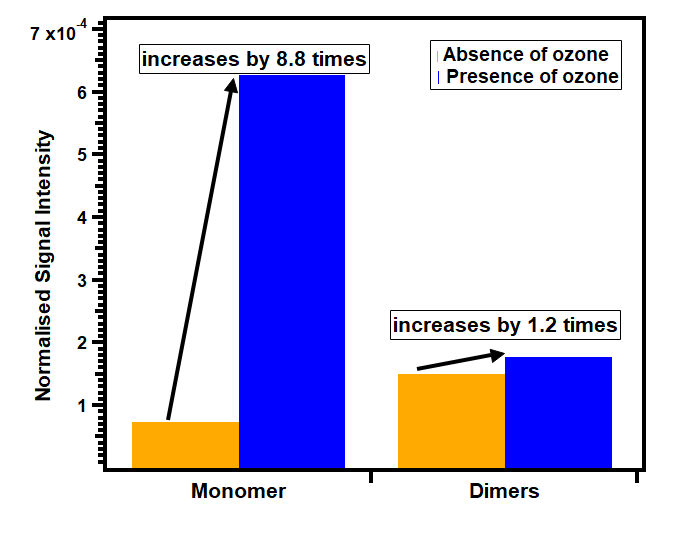 7 x10-4
increases by 8.8 times
Absence of ozone
Presence of ozone
6
5
4
3
2
1
Normalised Signal Intensity
increases by 1.2 times
Monomer
Dimers